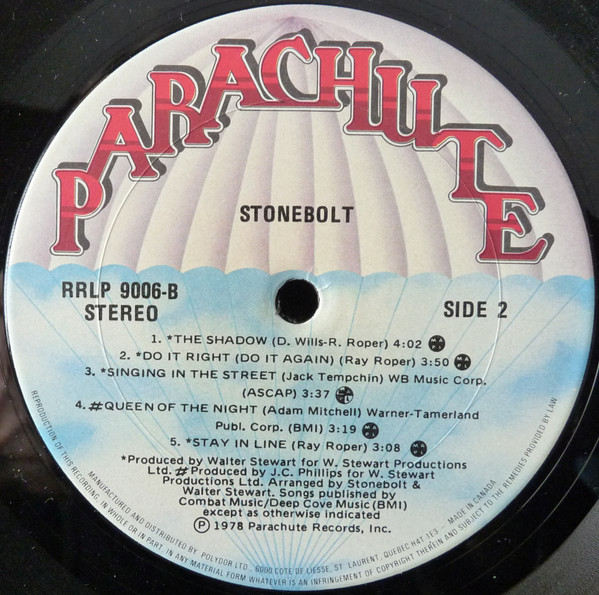 PARACHUTE
STONEBOLT
RRLP 9006-B
STEREO
SIDE 2
1. *THE SHADOW (D. Wills-R. Roper) 4:02
2. *DO IT RIGHT (DO IT AGAIN) (Ray Roper) 3:50
3. *SINGING IN THE STREET (Jack Tempchin) WB Music Corp.
(ASCAP) 3:37
4. #QUEEN OF THE NIGHT (Adam Mitchell) Warner-Tamerland
Publ. Corp. (BMI) 3:19
5. *STAY IN LINE (Ray Roper) 3:08
*Produced by Walter Stewart for W. Stewart Productions
Ltd. #Produced by J.C. Phillips for W. Stewart
Productions Ltd. Arranged by Stonebolt &
Walter Stewart. Songs published by
Combat Music/Deep Cove Music (BMI)
except as otherwise indicated
Ⓟ 1978 Parachute Records, Inc.
MANUFACTURED AND DISTRIBUTED BY POLYDOR LTD., 6000 COTE DE LIESSE, ST. LAURENT, QUEBEC H4T 1E3 - MADE IN CANADA
REPRODUCTION OF THIS RECORDING, IN WHOLE OR IN PART, IN ANY MATERIAL FORM WHATEVER IS AN INFRINGEMENT OF COPYRIGHT THEREIN AND SUBJECT TO THE REMEDIES PROVIDED BY LAW